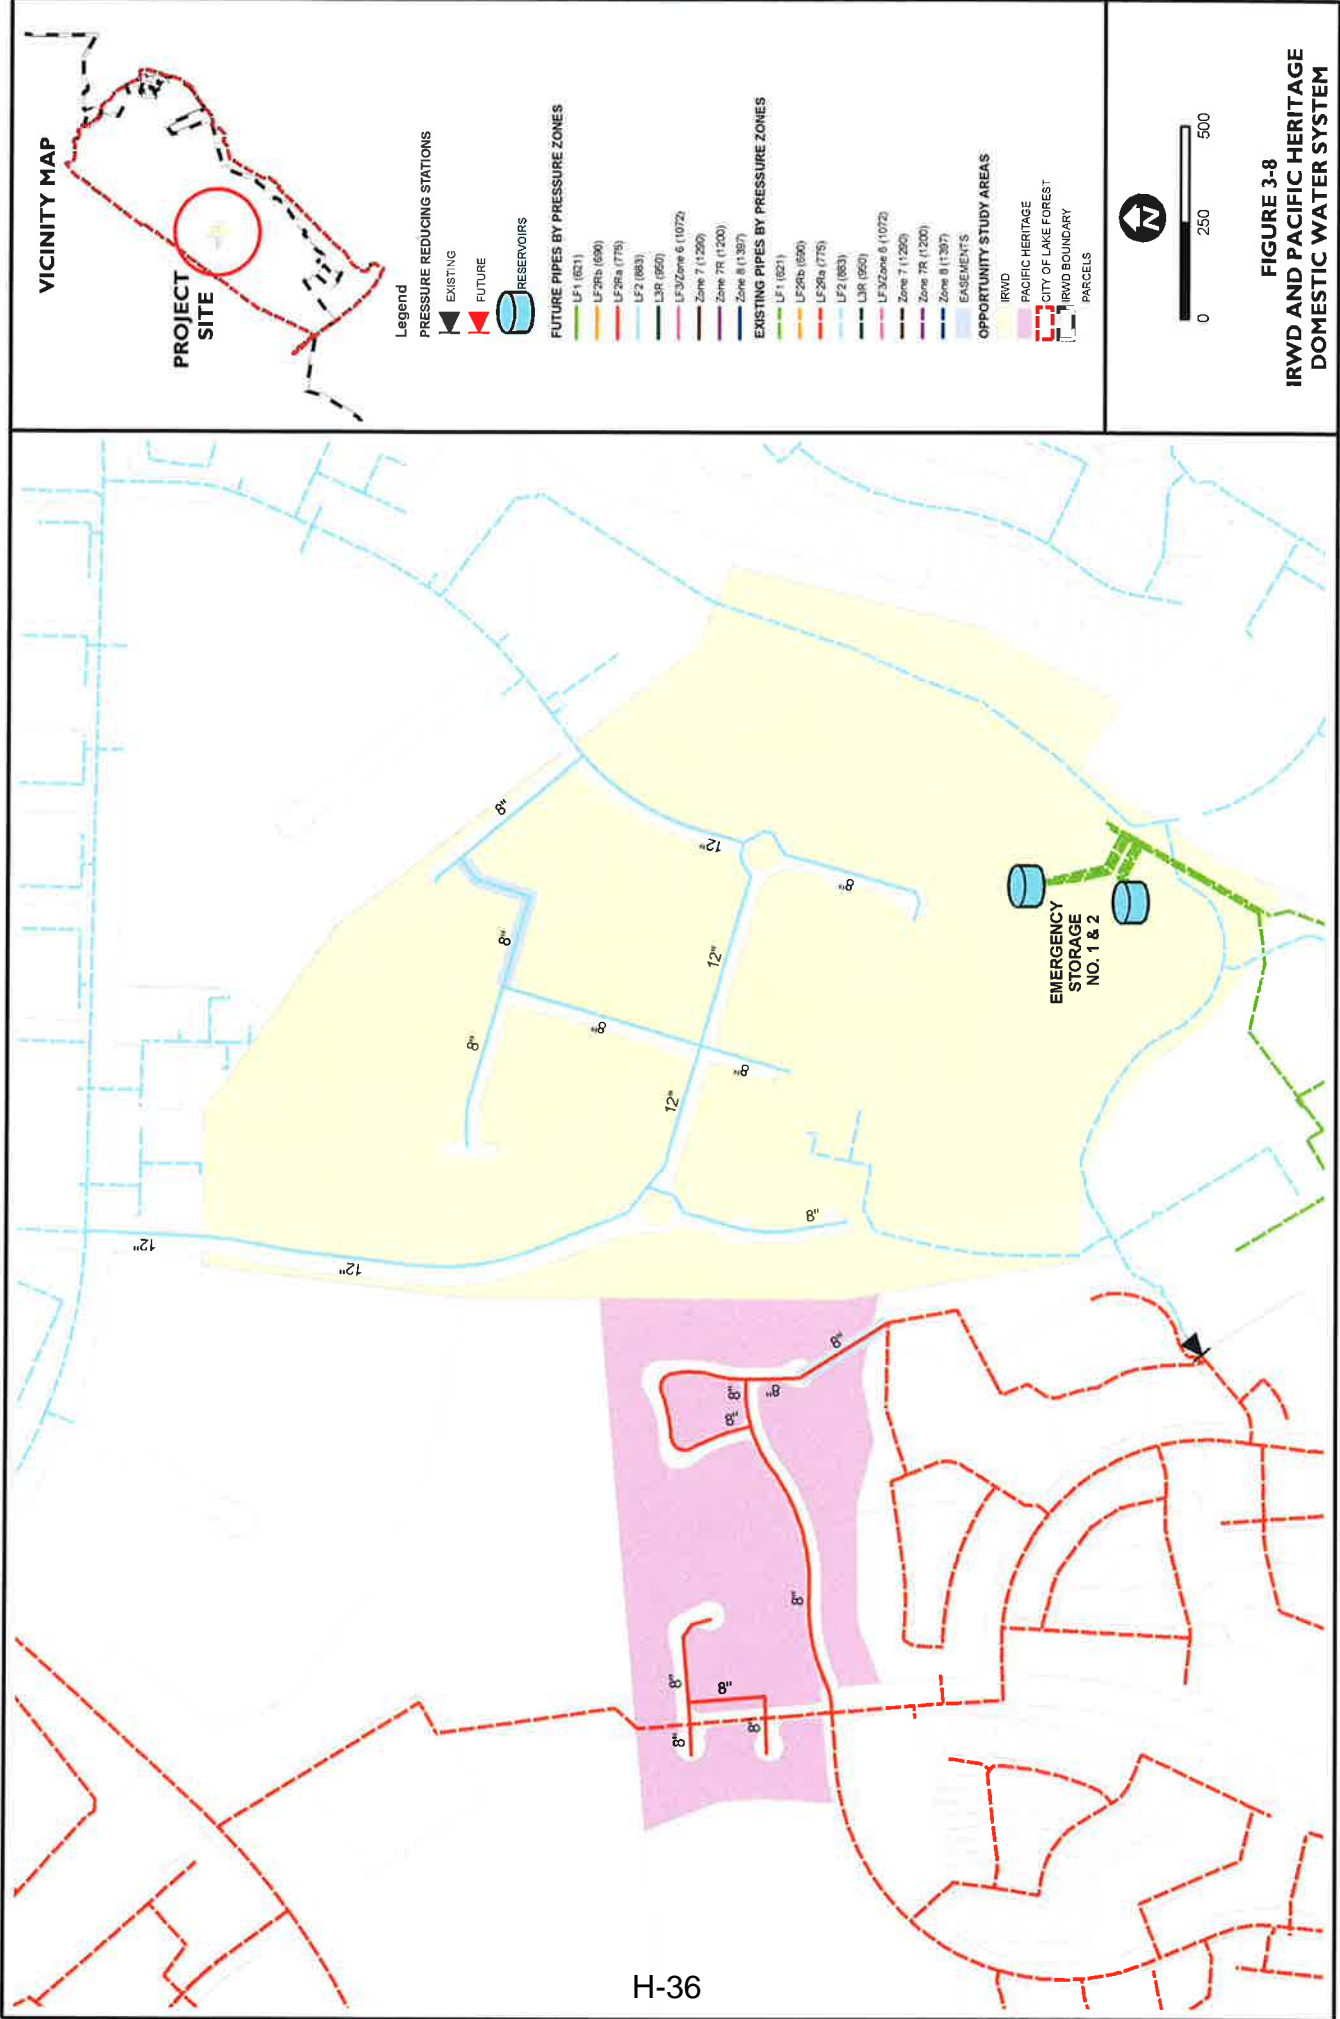 VICINITY MAP
PROJECT
SITE
Legend
PRESSURE REDUCING STATIONS
EXISTING
FUTURE
RESERVOIRS
FUTURE PIPES BY PRESSURE ZONES
LF1 (621)
LF2Rb (690)
LF2Ra (775)
LF2 (883)
L3R (950)
LF3/Zone 6 (1072)
Zone 7 (1290)
Zone 7R (1200)
Zone 8 (1397)
EXISTING PIPES BY PRESSURE ZONES
LF1 (621)
LF2Rb (690)
LF2Ra (775)
LF2 (883)
L3R (950)
LF3/Zone 6 (1072)
Zone 7 (1290)
Zone 7R (1200)
Zone 8 (1397)
EASEMENTS
OPPORTUNITY STUDY AREAS
IRWD
PACIFIC HERITAGE
CITY OF LAKE FOREST
IRWD BOUNDARY
PARCELS
N
0 250 500
FIGURE 3-8
IRWD AND PACIFIC HERITAGE
DOMESTIC WATER SYSTEM
8"
12"
8"
8"
12"
8"
8"
8"
12"
8"
12"
12"
EMERGENCY
STORAGE
NO. 1 & 2
8"
8"
8"
8"
8"
8"
8"
8"
8"
H-36